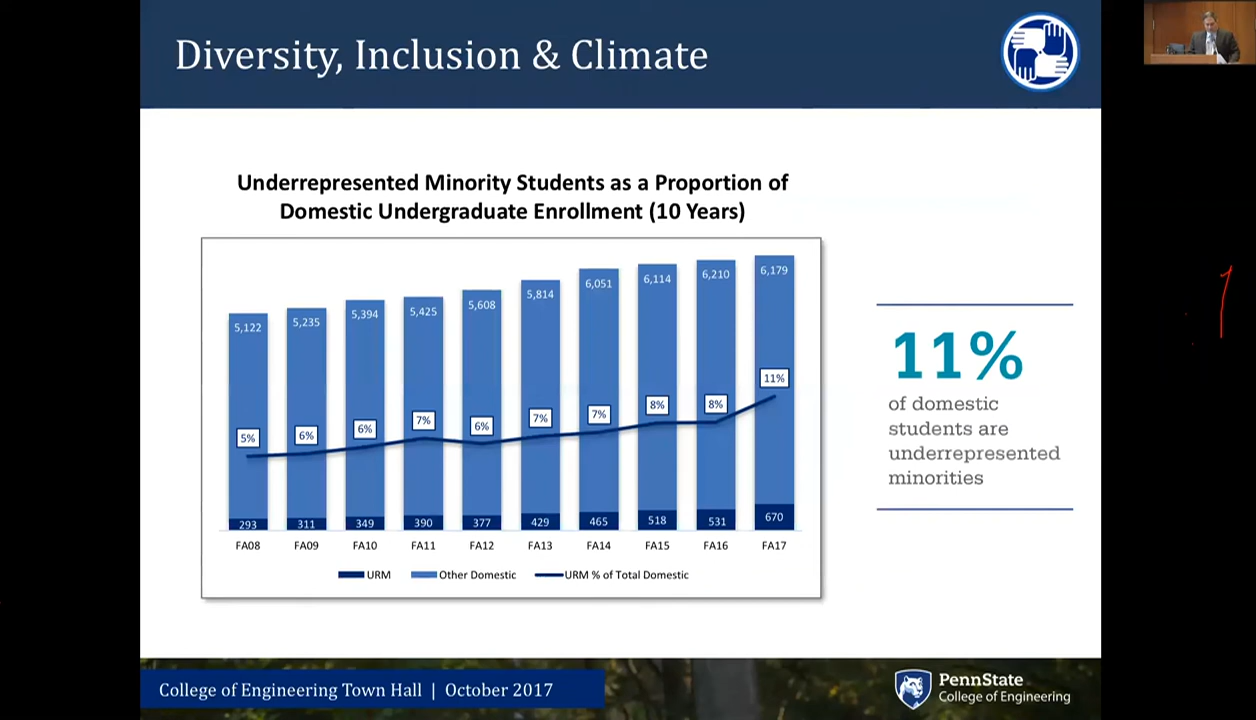 Diversity, Inclusion & Climate
Underrepresented Minority Students as a Proportion of
Domestic Undergraduate Enrollment (10 Years)
5,122 5,235 5,394 5,425 5,608 5,814 6,051 6,114 6,210 6,179
5% 6% 6% 7% 6% 7% 7% 8% 8% 11%
293 311 349 390 377 429 465 518 531 670
FA08 FA09 FA10 FA11 FA12 FA13 FA14 FA15 FA16 FA17
URM Other Domestic URM % of Total Domestic
11%
of domestic
students are
underrepresented
minorities
College of Engineering Town Hall | October 2017
PennState
College of Engineering